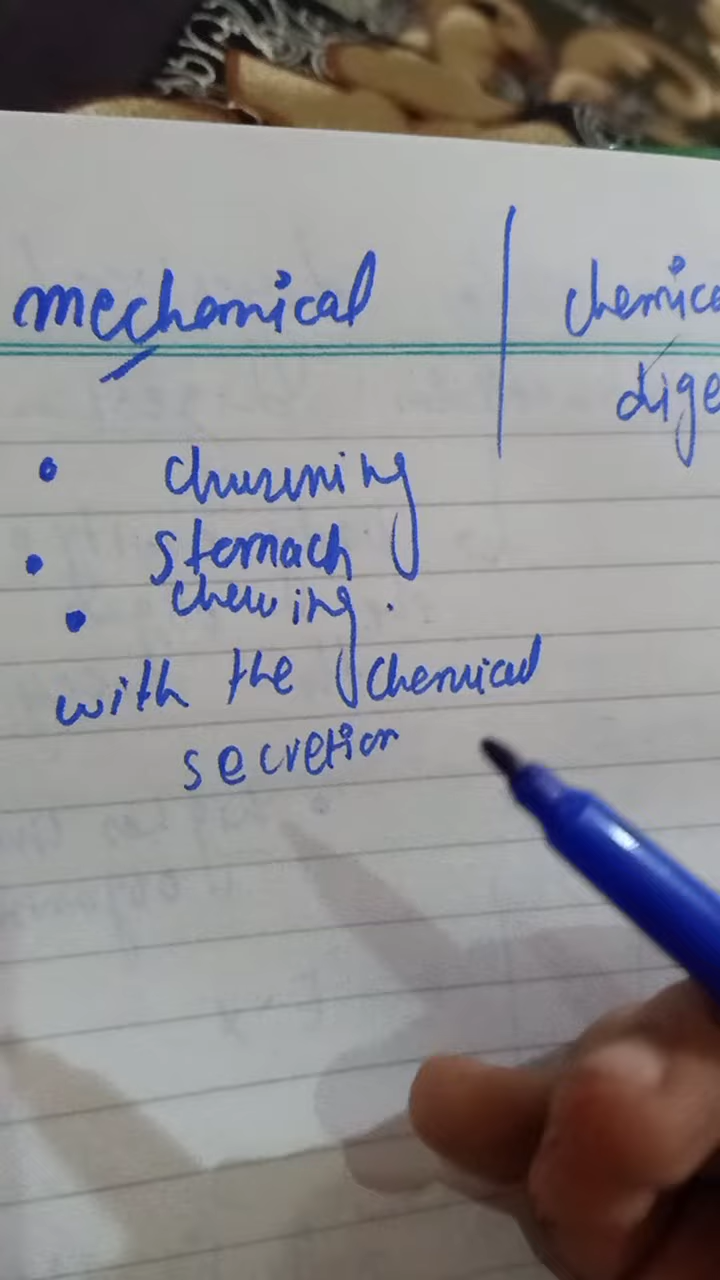 mechanical chemica
dige
• churning
• stomach
• chewing.
with the chemical
secretion